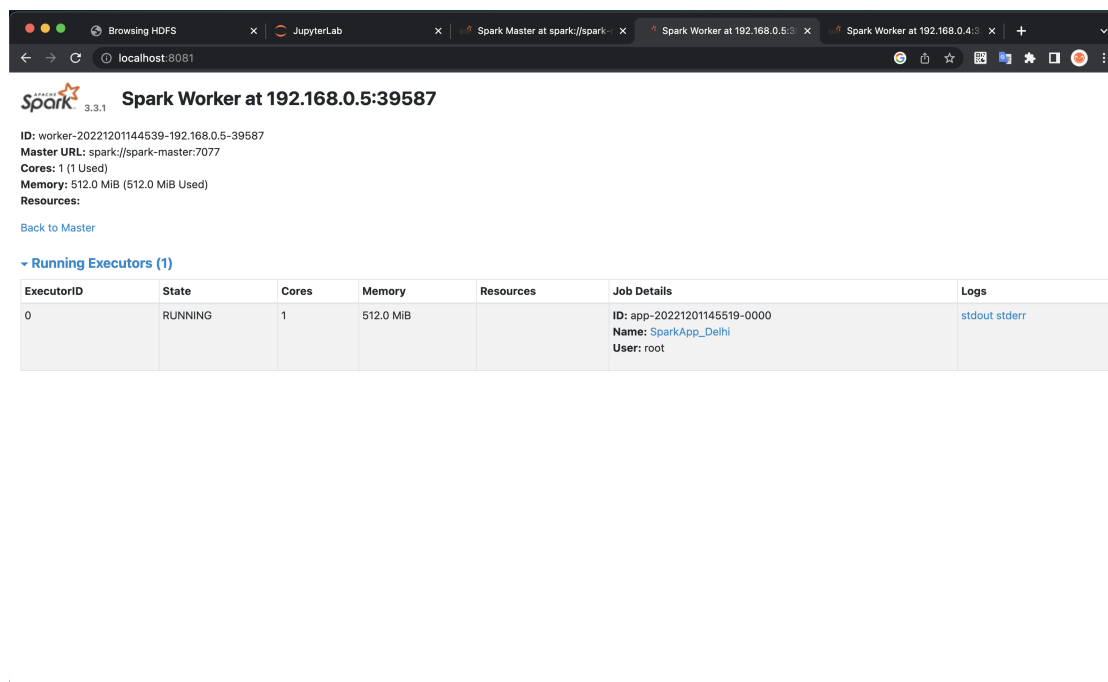 Browsing HDFS
JupyterLab
Spark Master at spark://spark-
Spark Worker at 192.168.0.5:3
Spark Worker at 192.168.0.4:3
localhost:8081
APACHE Spark 3.3.1 Spark Worker at 192.168.0.5:39587
ID: worker-20221201144539-192.168.0.5-39587
Master URL: spark://spark-master:7077
Cores: 1 (1 Used)
Memory: 512.0 MiB (512.0 MiB Used)
Resources:
Back to Master
Running Executors (1)
ExecutorID State Cores Memory Resources Job Details Logs
0 RUNNING 1 512.0 MiB ID: app-20221201145519-0000 stdout stderr
Name: SparkApp_Delhi
User: root